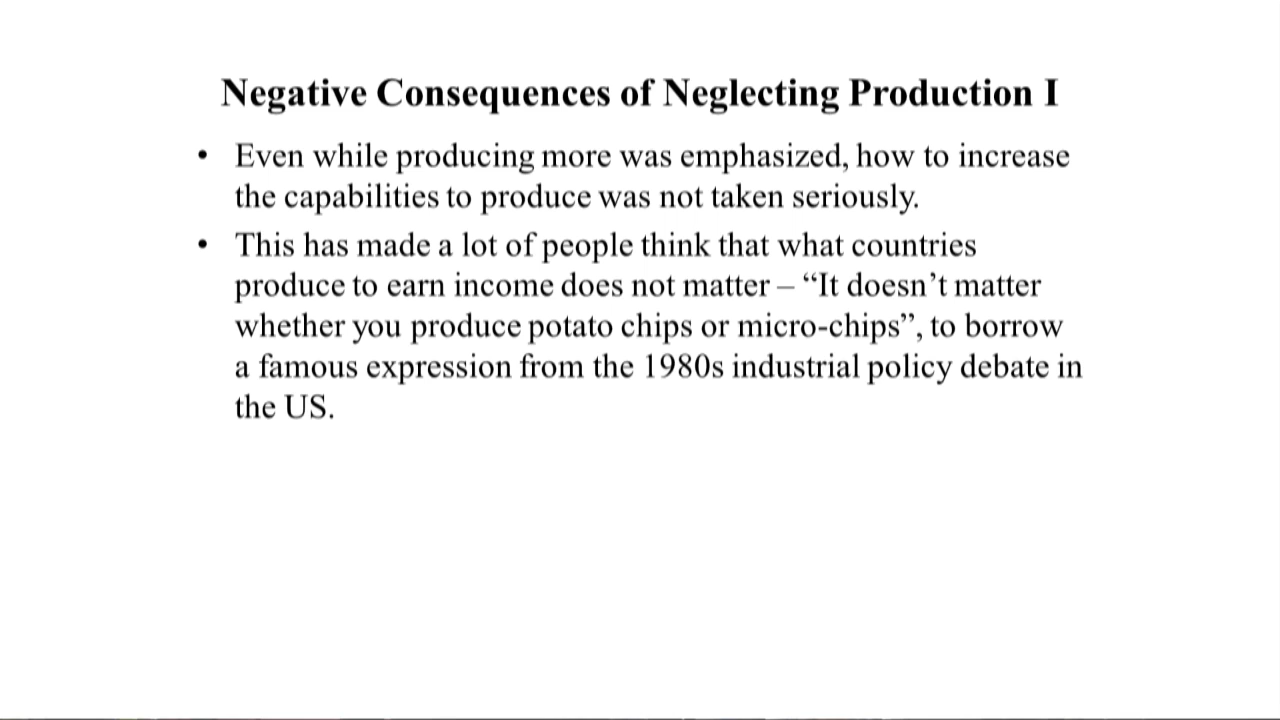 Negative Consequences of Neglecting Production I
• Even while producing more was emphasized, how to increase
the capabilities to produce was not taken seriously.
• This has made a lot of people think that what countries
produce to earn income does not matter – “It doesn’t matter
whether you produce potato chips or micro-chips”, to borrow
a famous expression from the 1980s industrial policy debate in
the US.